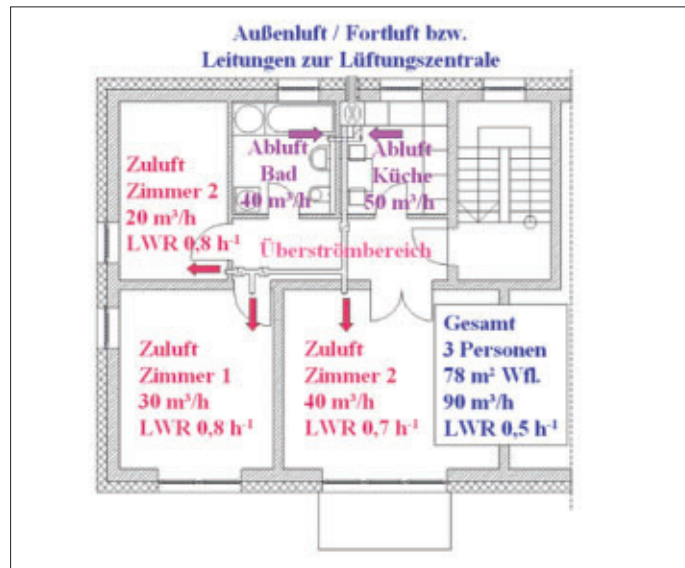 Außenluft / Fortluft bzw.
Leitungen zur Lüftungszentrale
Zuluft
Zimmer 2
20 m³/h
LWR 0,8 h⁻¹
Abluft
Bad
40 m³/h
Abluft
Küche
50 m³/h
Überströmbereich
Zuluft
Zimmer 1
30 m³/h
LWR 0,8 h⁻¹
Zuluft
Zimmer 2
40 m³/h
LWR 0,7 h⁻¹
Gesamt
3 Personen
78 m² Wfl.
90 m³/h
LWR 0,5 h⁻¹